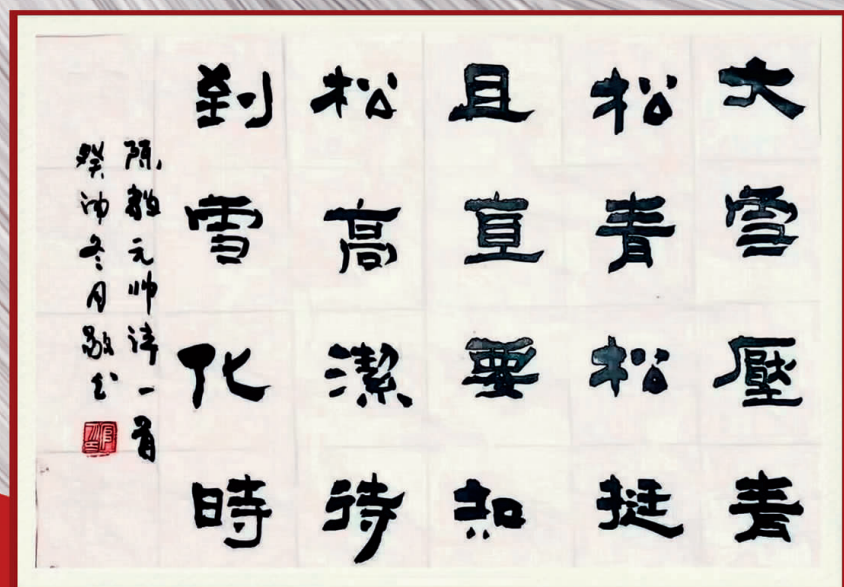 大雪壓青
松青松挺
且直要知
松高潔待
到雪化時
陈毅元帅诗一首
癸卯冬月敬书